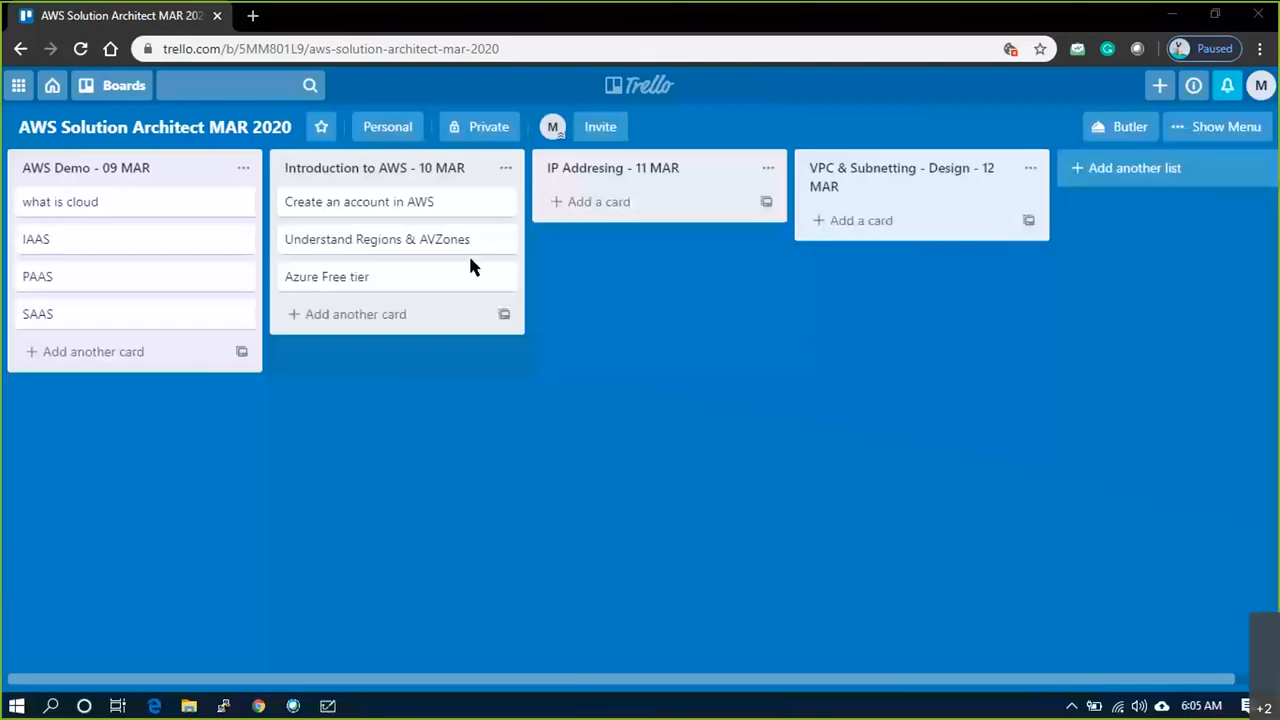 AWS Solution Architect MAR 202
trello.com/b/5MM801L9/aws-solution-architect-mar-2020
Paused
Boards
Trello
M
AWS Solution Architect MAR 2020
Personal
Private
M
Invite
Butler
Show Menu
AWS Demo - 09 MAR
what is cloud
IAAS
PAAS
SAAS
+ Add another card
Introduction to AWS - 10 MAR
Create an account in AWS
Understand Regions & AVZones
Azure Free tier
+ Add another card
IP Addresing - 11 MAR
+ Add a card
VPC & Subnetting - Design - 12
MAR
+ Add a card
+ Add another list
6:05 AM
+2